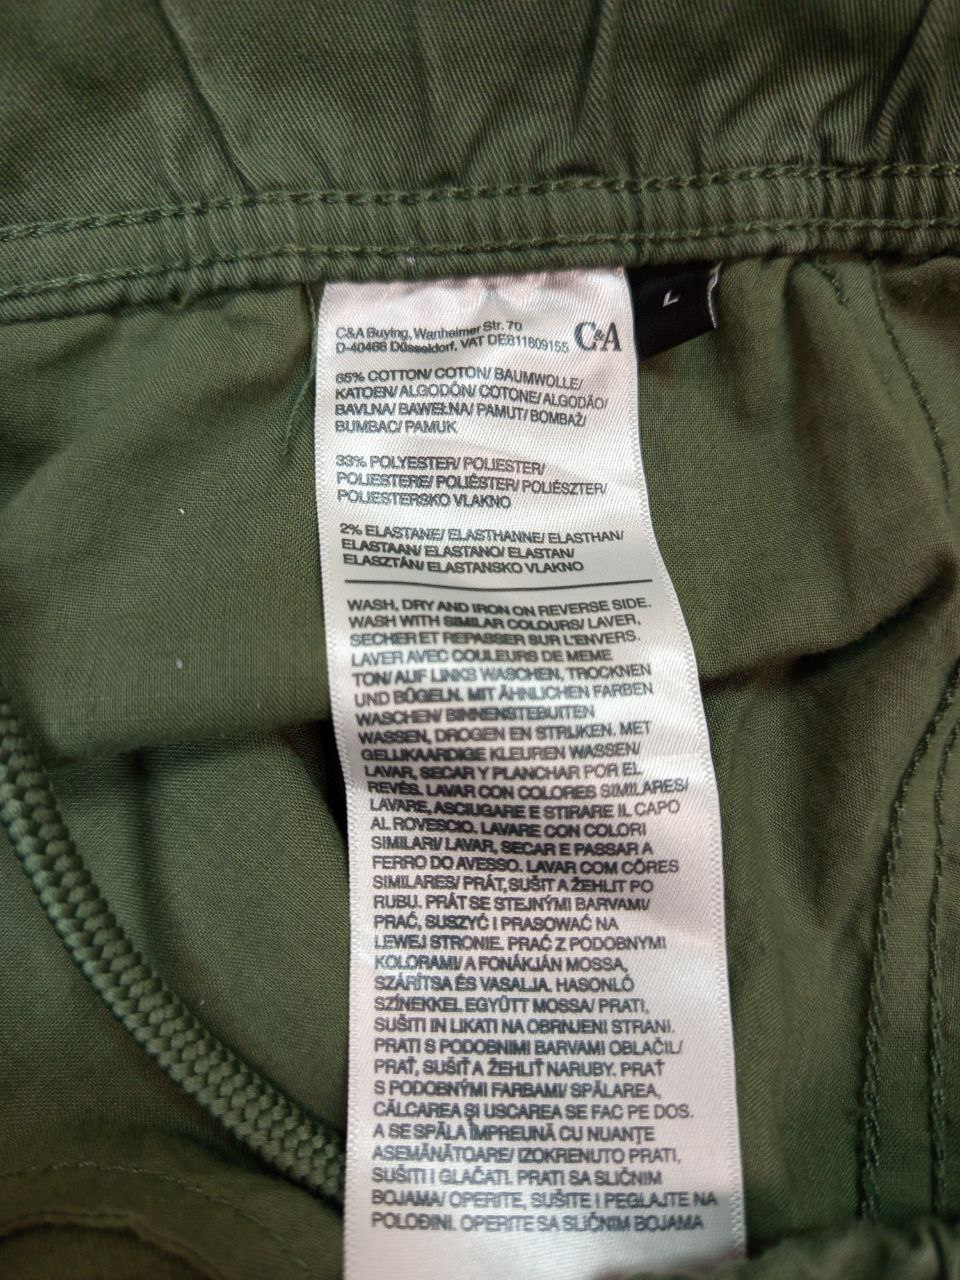 L
C&A Buying, Wanheimer Str. 70
D-40468 Düsseldorf, VAT DE811809155
C&A
65% COTTON/ COTON/ BAUMWOLLE/
KATOEN/ ALGODÓN/ COTONE/ ALGODÃO/
BAVLNA/ BAWEŁNA/ PAMUT/ BOMBAŽ/
BUMBAC/ PAMUK
33% POLYESTER/ POLIESTER/
POLIESTERE/ POLIÉSTER/ POLIÉSZTER/
POLIESTERSKO VLAKNO
2% ELASTANE/ ELASTHANNE/ ELASTHAN/
ELASTAAN/ ELASTANO/ ELASTAN/
ELASZTÁN/ ELASTANSKO VLAKNO
WASH, DRY AND IRON ON REVERSE SIDE.
WASH WITH SIMILAR COLOURS/ LAVER,
SECHER ET REPASSER SUR L'ENVERS.
LAVER AVEC COULEURS DE MEME
TON/ AUF LINKS WASCHEN, TROCKNEN
UND BÜGELN. MIT ÄHNLICHEN FARBEN
WASCHEN/ BINNENSTEBUITEN
WASSEN, DROGEN EN STRIJKEN. MET
GELIJKAARDIGE KLEUREN WASSEN/
LAVAR, SECAR Y PLANCHAR POR EL
REVÉS. LAVAR CON COLORES SIMILARES/
LAVARE, ASCIUGARE E STIRARE IL CAPO
AL ROVESCIO. LAVARE CON COLORI
SIMILARI/ LAVAR, SECAR E PASSAR A
FERRO DO AVESSO. LAVAR COM CÔRES
SIMILARES/ PRÁT, SUŠIT A ŽEHLIT PO
RUBU. PRÁT SE STEJNÝMI BARVAMI/
PRAĆ, SUSZYĆ I PRASOWAĆ NA
LEWEJ STRONIE. PRAĆ Z PODOBNYMI
KOLORAMI/ A FONÁKJÁN MOSSA,
SZÁRÍTSA ÉS VASALJA. HASONLÓ
SZÍNEKKEL EGYÜTT MOSSA/ PRATI,
SUŠITI IN LIKATI NA OBRNJENI STRANI.
PRATI S PODOBNIMI BARVAMI OBLAČIL/
PRAŤ, SUŠIŤ A ŽEHLIŤ NARUBY. PRAŤ
S PODOBNÝMI FARBAMI/ SPĂLAREA,
CĂLCAREA ȘI USCAREA SE FAC PE DOS.
A SE SPĂLA ÎMPREUNĂ CU NUANȚE
ASEMĂNĂTOARE/ IZOKRENUTO PRATI,
SUŠITI I GLAČATI. PRATI SA SLIČNIM
BOJAMA/ OPERITE, SUŠITE I PEGLAJTE NA
POLOĐINI. OPERITE SA SLIČNIM BOJAMA